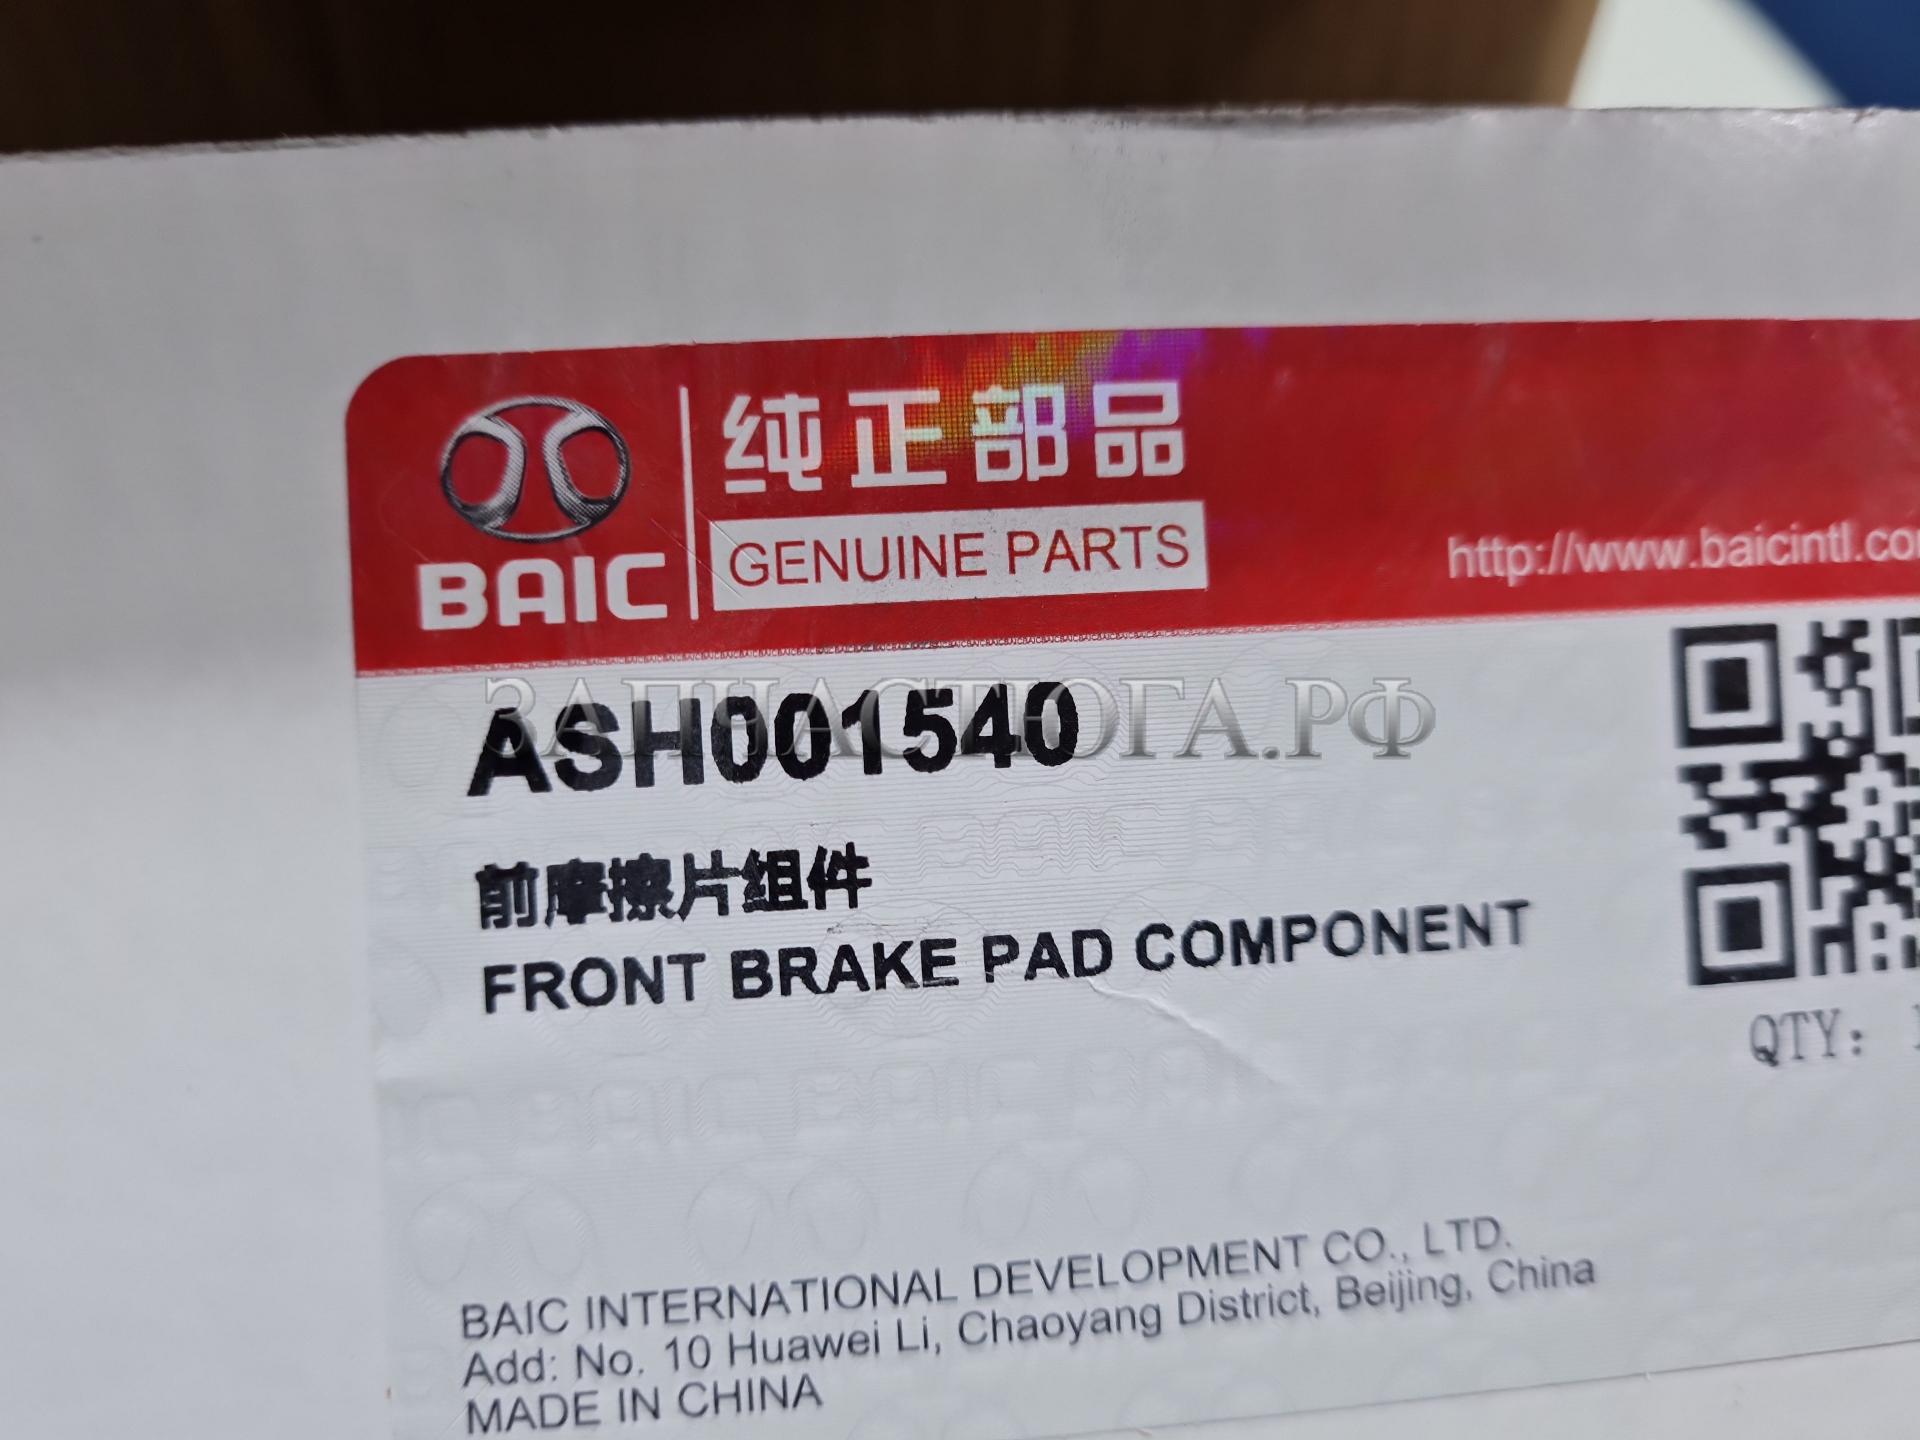 纯正部品
BAIC
GENUINE PARTS
http://www.baicintl.co
ЗАПЧАСТЮГА.РФ
ASH001540
前摩擦片组件
FRONT BRAKE PAD COMPONENT
QTY:
BAIC INTERNATIONAL DEVELOPMENT CO., LTD.
Add: No. 10 Huawei Li, Chaoyang District, Beijing, China
MADE IN CHINA